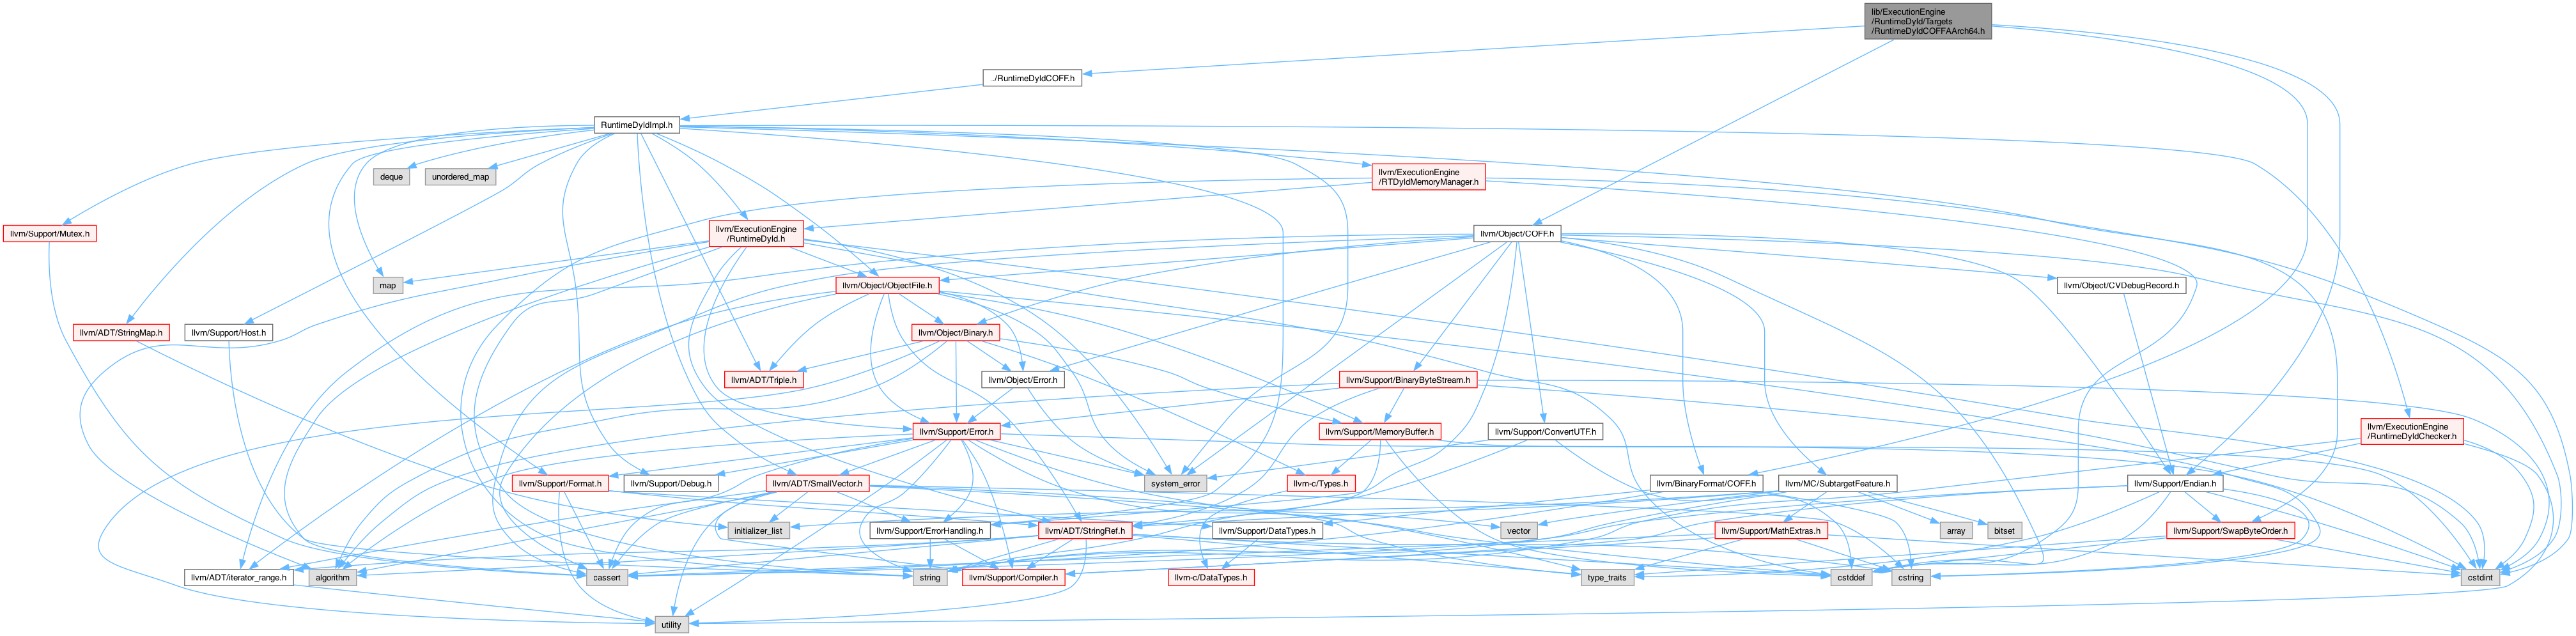 lib/ExecutionEngine
/RuntimeDyld/Targets
/RuntimeDyldCOFFAArch64.h
../RuntimeDyldCOFF.h
RuntimeDyldImpl.h
deque
unordered_map
llvm/ExecutionEngine
/RTDyldMemoryManager.h
llvm/Support/Mutex.h
llvm/ExecutionEngine
/RuntimeDyld.h
llvm/Object/COFF.h
map
llvm/Object/ObjectFile.h
llvm/Object/CVDebugRecord.h
llvm/ADT/StringMap.h
llvm/Support/Host.h
llvm/Object/Binary.h
llvm/ADT/Triple.h
llvm/Object/Error.h
llvm/Support/BinaryByteStream.h
llvm/Support/Error.h
llvm/Support/MemoryBuffer.h
llvm/Support/ConvertUTF.h
llvm/ExecutionEngine
/RuntimeDyldChecker.h
llvm/Support/Format.h
llvm/Support/Debug.h
llvm/ADT/SmallVector.h
system_error
llvm-c/Types.h
llvm/BinaryFormat/COFF.h
llvm/MC/SubtargetFeature.h
llvm/Support/Endian.h
initializer_list
llvm/Support/ErrorHandling.h
llvm/ADT/StringRef.h
llvm/Support/DataTypes.h
vector
llvm/Support/MathExtras.h
array
bitset
llvm/Support/SwapByteOrder.h
llvm/ADT/iterator_range.h
algorithm
cassert
string
llvm/Support/Compiler.h
llvm-c/DataTypes.h
type_traits
cstddef
cstring
cstdint
utility